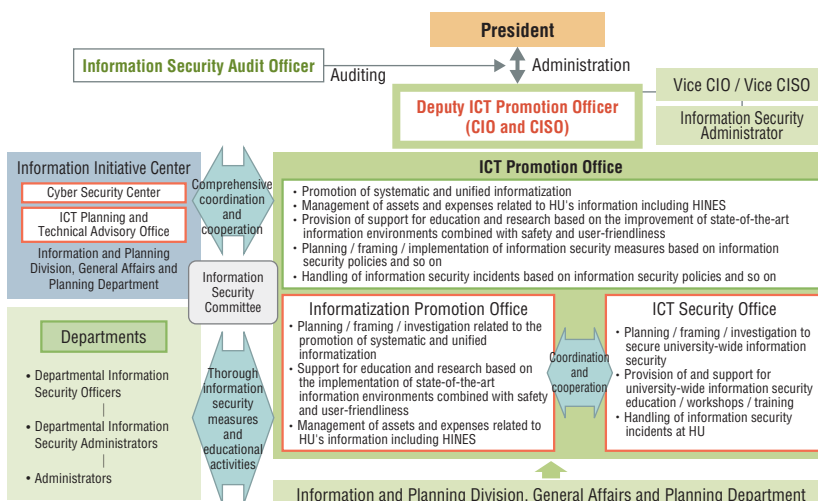 President
Information Security Audit Officer
Auditing
Administration
Deputy ICT Promotion Officer
(CIO and CISO)
Vice CIO / Vice CISO
Information Security
Administrator
Information Initiative Center
Cyber Security Center
ICT Planning and
Technical Advisory Office
Information and Planning
Division, General Affairs and
Planning Department
Comprehensive
coordination
and
cooperation
Information
Security
Committee
ICT Promotion Office
• Promotion of systematic and unified informatization
• Management of assets and expenses related to HU's information including HINES
• Provision of support for education and research based on the improvement of state-of-the-art
information environments combined with safety and user-friendliness
• Planning / framing / implementation of information security measures based on information
security policies and so on
• Handling of information security incidents based on information security policies and so on
Departments
• Departmental Information
Security Officers
• Departmental Information
Security Administrators
• Administrators
Thorough
information
security
measures
and
educational
activities
Informatization Promotion Office
• Planning / framing / investigation related to the
promotion of systematic and unified
informatization
• Support for education and research based on
the implementation of state-of-the-art
information environments combined with safety
and user-friendliness
• Management of assets and expenses related to
HU's information including HINES
Coordination
and
cooperation
ICT Security Office
• Planning / framing / investigation to
secure university-wide information
security
• Provision of and support for
university-wide information security
education / workshops / training
• Handling of information security
incidents at HU
Information and Planning Division, General Affairs and Planning Department